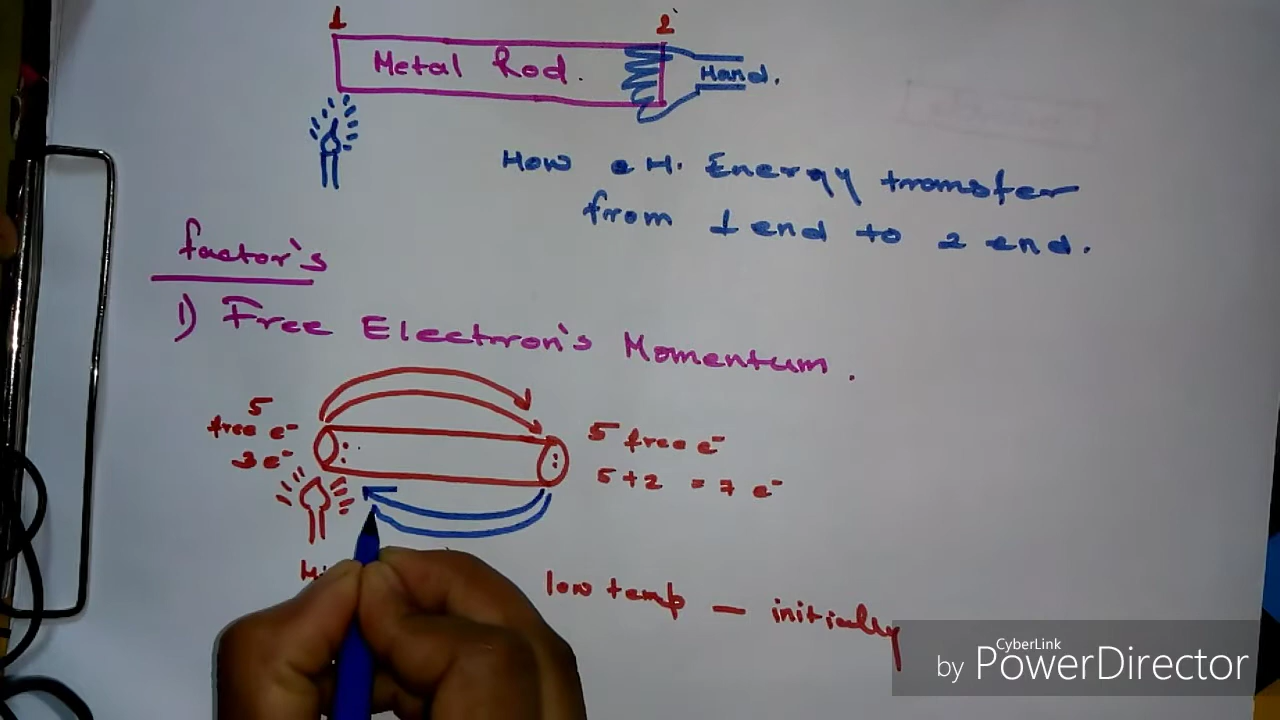 1 2
Metal Rod.
Hand.
How e H. Energy transfer
from 1 end to 2 end.
factor's
1) Free Electron's Momentum.
5
free e⁻
3 e⁻
5 free e⁻
5 + 2 = 7 e⁻
low temp — initially
CyberLink
by PowerDirector